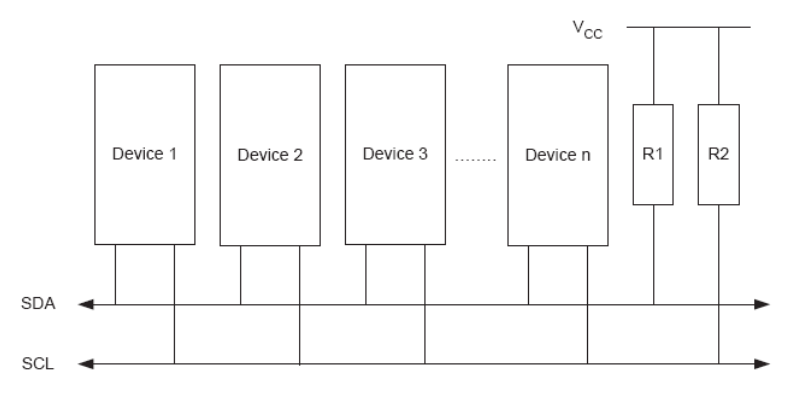 VCC
Device 1
Device 2
Device 3
........
Device n
R1
R2
SDA
SCL